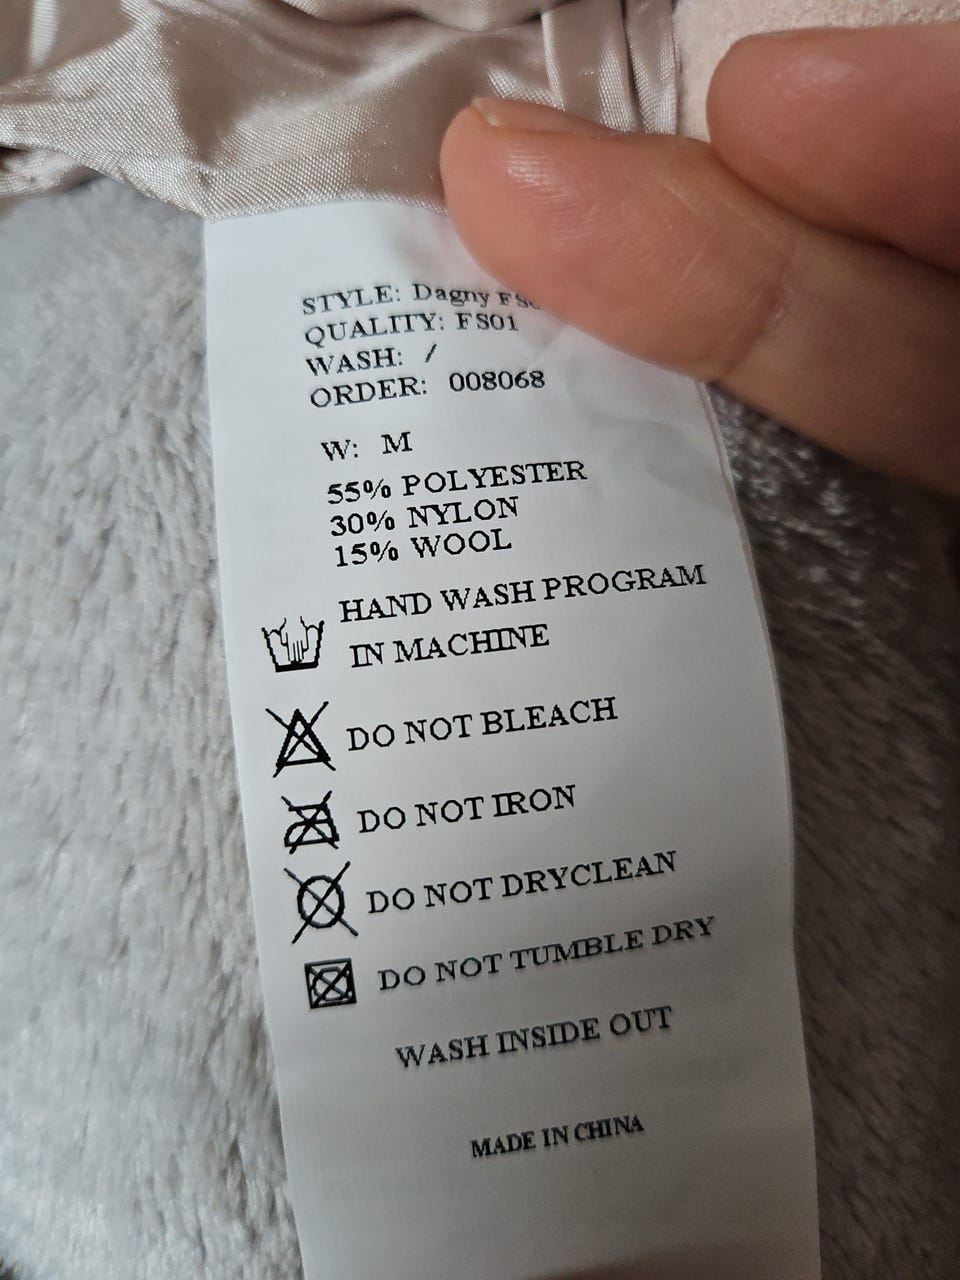 STYLE: Dagny
QUALITY: FS01
WASH: /
ORDER: 008068
W: M
55% POLYESTER
30% NYLON
15% WOOL
HAND WASH PROGRAM
IN MACHINE
DO NOT BLEACH
DO NOT IRON
DO NOT DRYCLEAN
DO NOT TUMBLE DRY
WASH INSIDE OUT
MADE IN CHINA